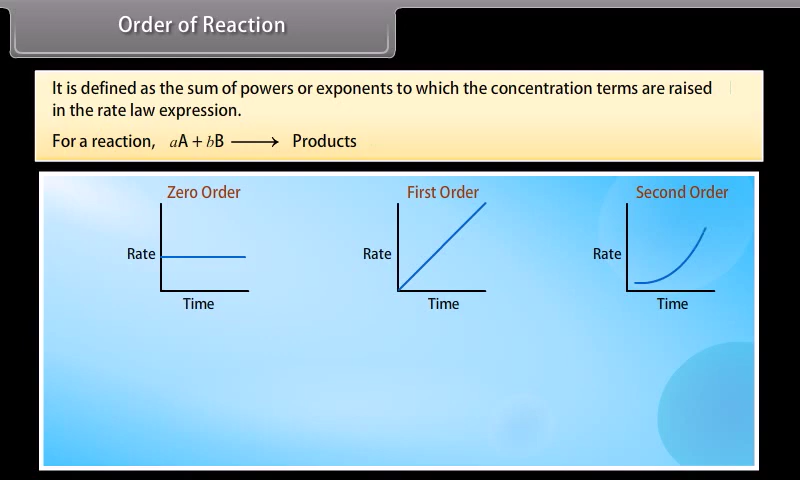 Order of Reaction
It is defined as the sum of powers or exponents to which the concentration terms are raised
in the rate law expression.
For a reaction, aA + bB ⟶ Products
Zero Order
First Order
Second Order
Rate
Rate
Rate
Time
Time
Time